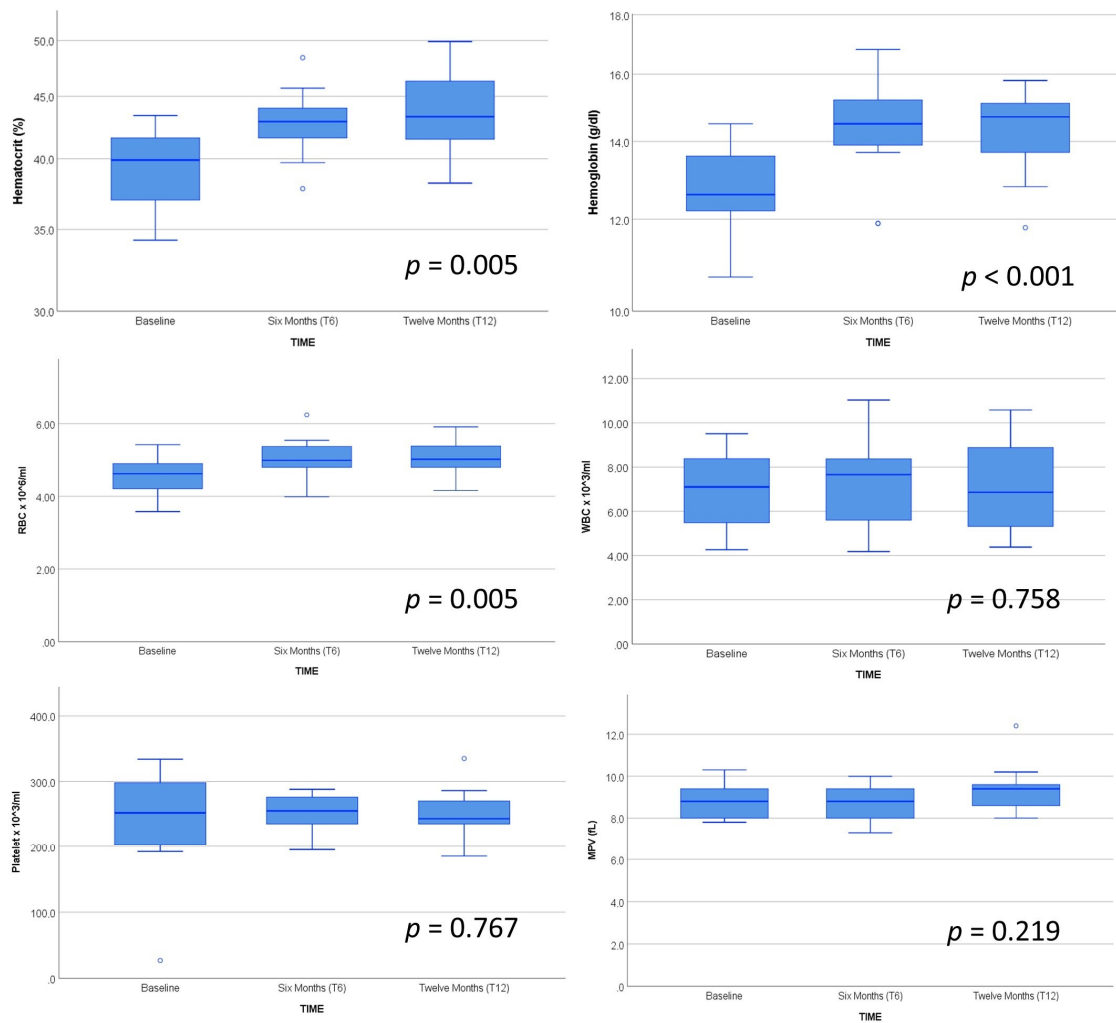 Hematocrit (%)
50.0
45.0
40.0
35.0
30.0
p = 0.005
Baseline
Six Months (T6)
Twelve Months (T12)
TIME
Hemoglobin (g/dl)
18.0
16.0
14.0
12.0
10.0
p < 0.001
Baseline
Six Months (T6)
Twelve Months (T12)
TIME
RBC x 10^6/ml
6.00
4.00
2.00
.00
p = 0.005
Baseline
Six Months (T6)
Twelve Months (T12)
TIME
WBC x 10^3/ml
12.00
10.00
8.00
6.00
4.00
2.00
.00
p = 0.758
Baseline
Six Months (T6)
Twelve Months (T12)
TIME
Platelet x 10^3/ml
400.0
300.0
200.0
100.0
.0
p = 0.767
Baseline
Six Months (T6)
Twelve Months (T12)
TIME
MPV (fL)
12.0
10.0
8.0
6.0
4.0
2.0
.0
p = 0.219
Baseline
Six Months (T6)
Twelve Months (T12)
TIME